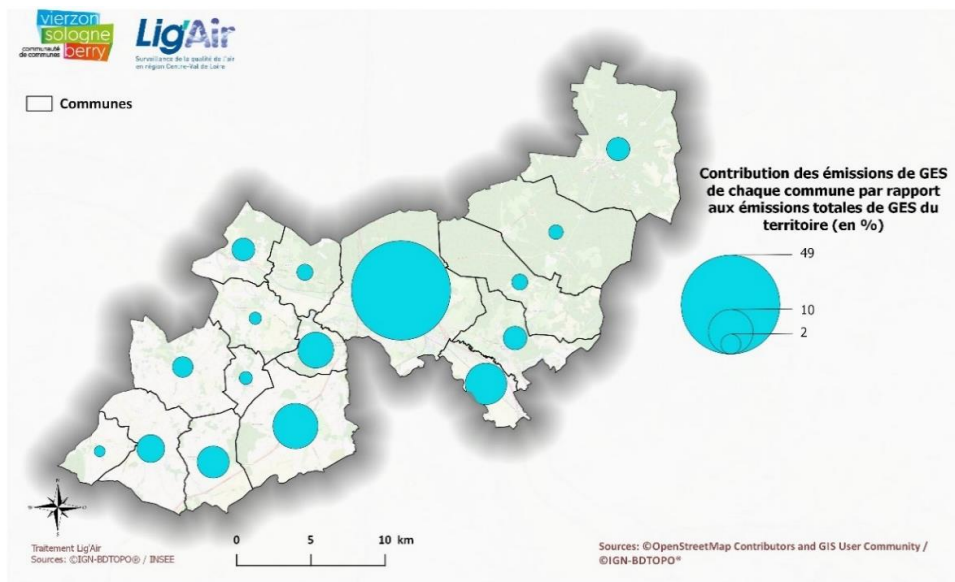 vierzon
sologne
communauté
de communes berry
Lig'Air
Surveillance de la qualité de l'air
en région Centre-Val de Loire
Communes
Contribution des émissions de GES
de chaque commune par rapport
aux émissions totales de GES du
territoire (en %)
49
10
2
0 5 10 km
Traitement Lig'Air
Sources: ©IGN-BDTOPO® / INSEE
Sources: ©OpenStreetMap Contributors and GIS User Community /
©IGN-BDTOPO®